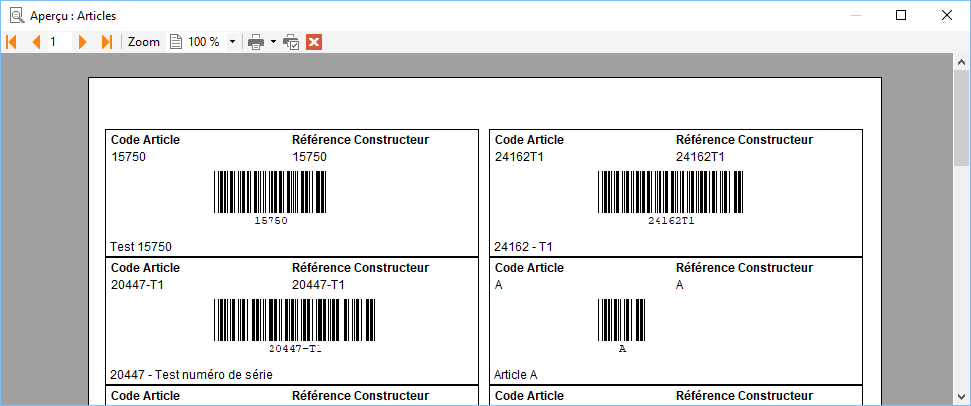 Aperçu : Articles
1 Zoom 100 %
Code Article Référence Constructeur
15750 15750
15750
Test 15750
Code Article Référence Constructeur
24162T1 24162T1
24162T1
24162 - T1
Code Article Référence Constructeur
20447-T1 20447-T1
20447-T1
20447 - Test numéro de série
Code Article Référence Constructeur
A A
A
Article A
Code Article Référence Constructeur
Code Article Référence Constructeur